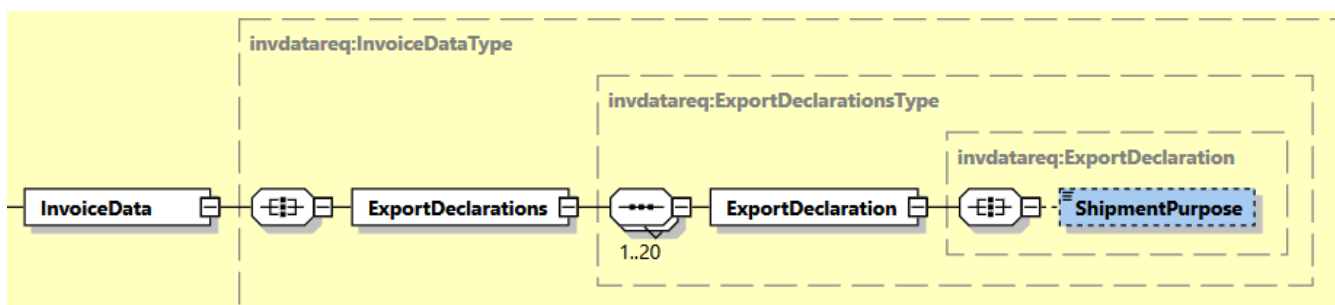 invdatareq:InvoiceDataType
invdatareq:ExportDeclarationsType
invdatareq:ExportDeclaration
InvoiceData
ExportDeclarations
ExportDeclaration
ShipmentPurpose
1..20